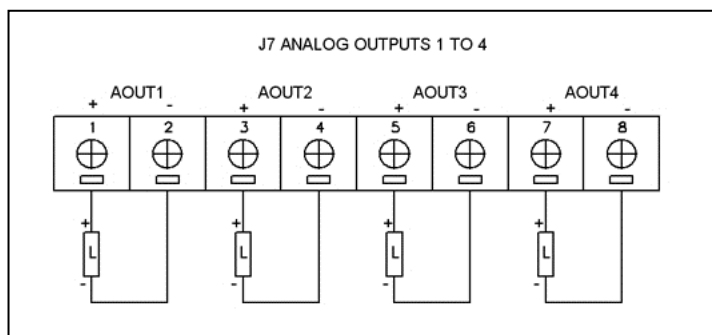 J7 ANALOG OUTPUTS 1 TO 4
AOUT1 AOUT2 AOUT3 AOUT4
+ - + - + - + -
1 2 3 4 5 6 7 8
+ + + +
L L L L
- - - -